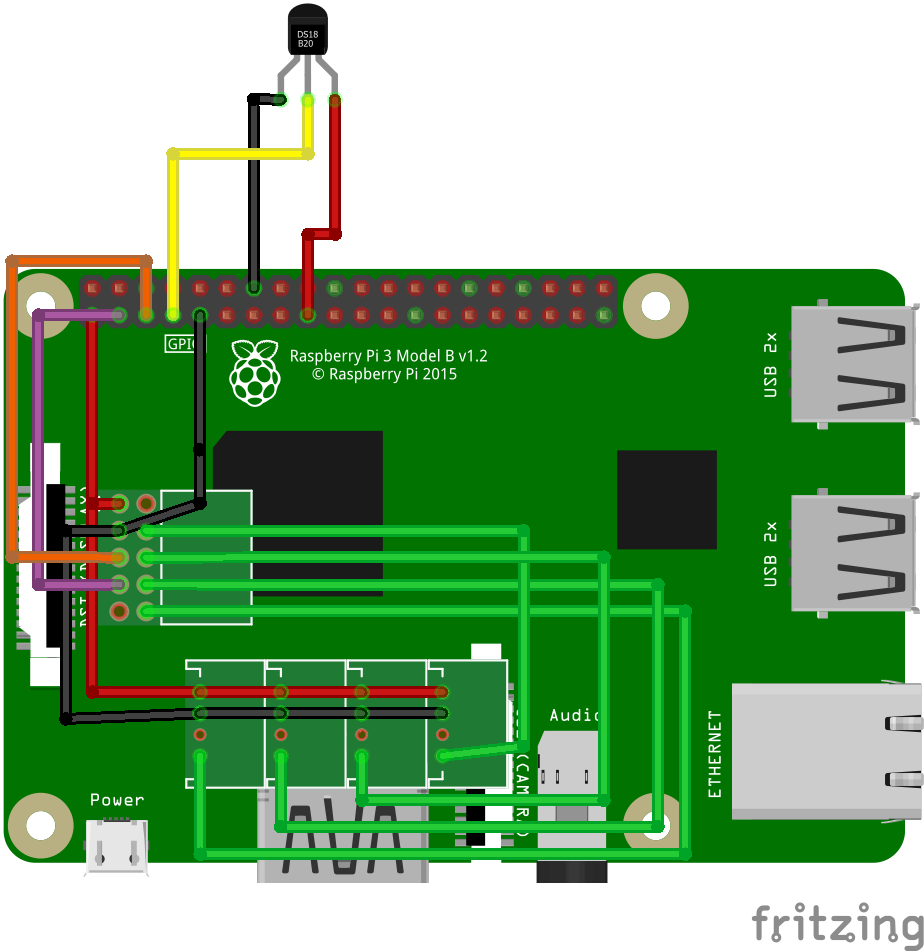 DS18
B20
GPIO
Raspberry Pi 3 Model B v1.2
© Raspberry Pi 2015
USB 2x
USB 2x
ETHERNET
Audio
(CAMERA)
Power
fritzing